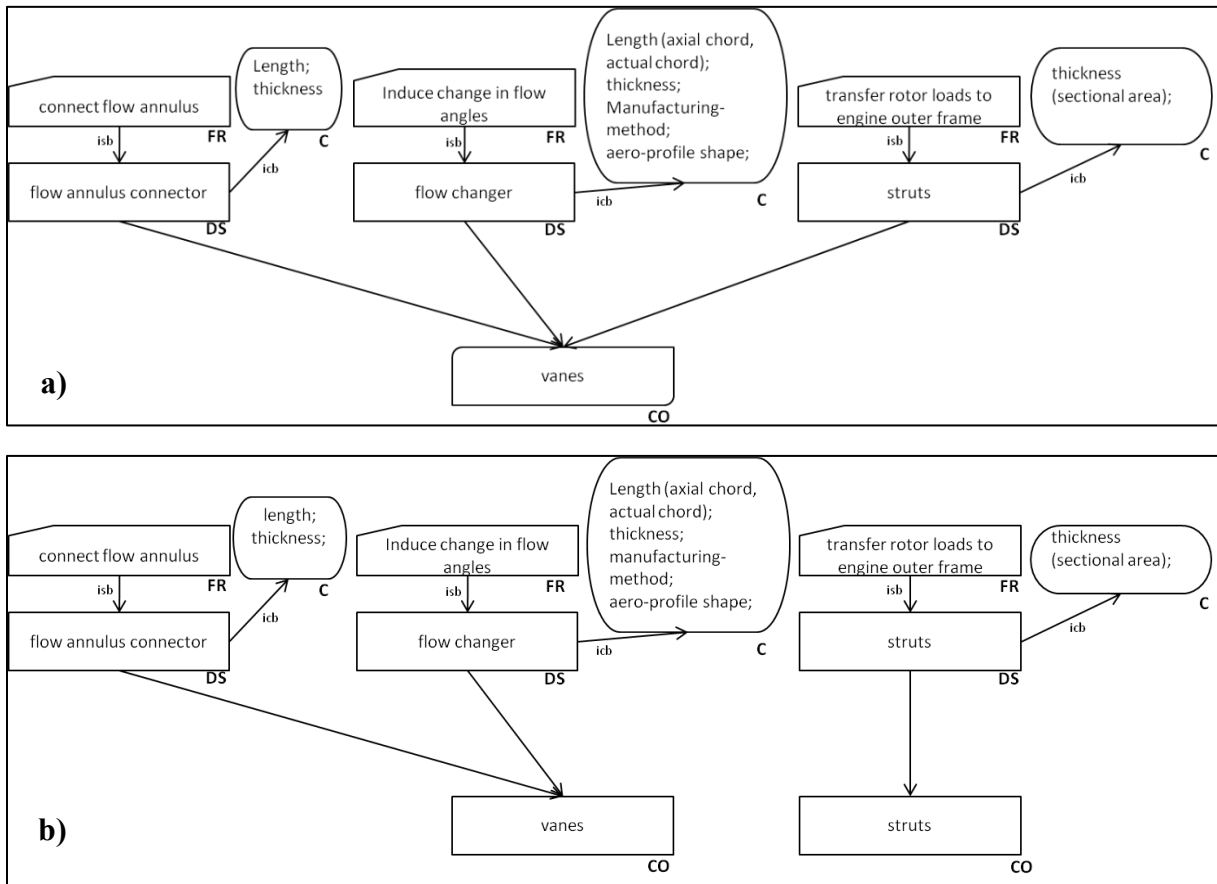 Length;
thickness
C
connect flow annulus
FR
isb
icb
flow annulus connector
DS
Induce change in flow
angles
FR
isb
Length (axial chord,
actual chord);
thickness;
Manufacturing-
method;
aero-profile shape;
C
icb
flow changer
DS
transfer rotor loads to
engine outer frame
FR
isb
thickness
(sectional area);
C
icb
struts
DS
vanes
CO
a)
length;
thickness;
C
connect flow annulus
FR
isb
icb
flow annulus connector
DS
Induce change in flow
angles
FR
isb
Length (axial chord,
actual chord);
thickness;
manufacturing-
method;
aero-profile shape;
C
icb
flow changer
DS
transfer rotor loads to
engine outer frame
FR
isb
thickness
(sectional area);
C
icb
struts
DS
vanes
CO
struts
CO
b)